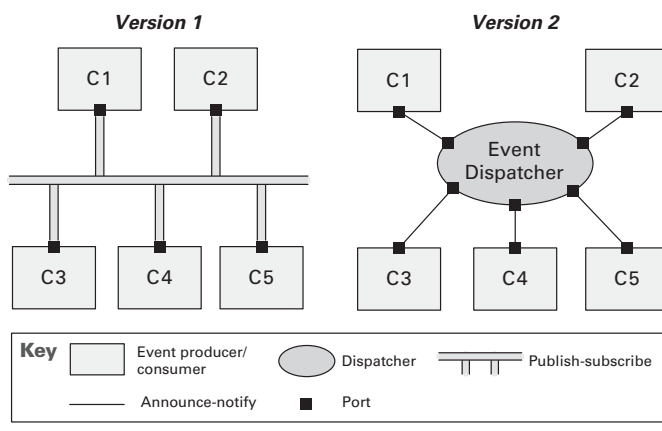 Version 1
Version 2
C1
C2
C1
C2
Event
Dispatcher
C3
C4
C5
C3
C4
C5
Key
Event producer/
consumer
Dispatcher
Publish-subscribe
Announce-notify
Port